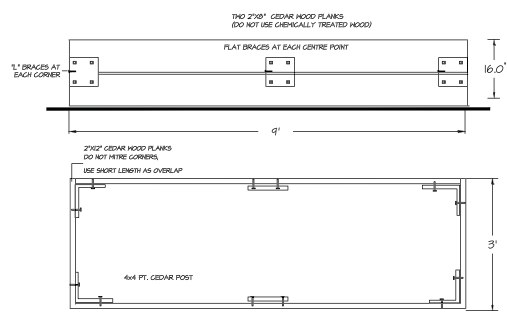 TWO 2"X8" CEDAR WOOD PLANKS
(DO NOT USE CHEMICALLY TREATED WOOD)
FLAT BRACES AT EACH CENTRE POINT
"L" BRACES AT
EACH CORNER
16.0"
9'
2"X12" CEDAR WOOD PLANKS
DO NOT MITRE CORNERS,
USE SHORT LENGTH AS OVERLAP
3'
4x4 PT. CEDAR POST